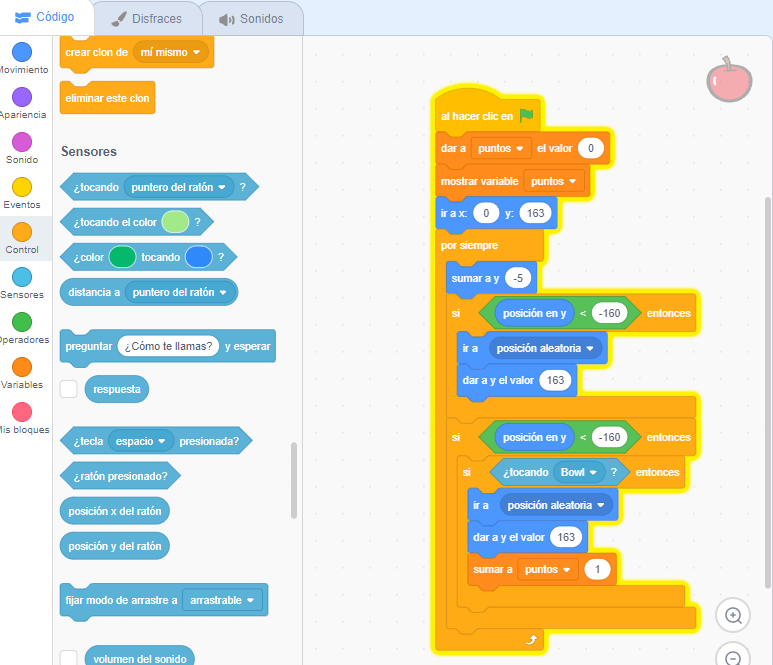 Código
Disfraces
Sonidos
Movimiento
Apariencia
Sonido
Eventos
Control
Sensores
Operadores
Variables
Mis bloques
crear clon de mí mismo
eliminar este clon
Sensores
¿tocando puntero del ratón ?
¿tocando el color ?
¿color tocando ?
distancia a puntero del ratón
preguntar ¿Cómo te llamas? y esperar
respuesta
¿tecla espacio presionada?
¿ratón presionado?
posición x del ratón
posición y del ratón
fijar modo de arrastre a arrastrable
volumen del sonido
al hacer clic en
dar a puntos el valor 0
mostrar variable puntos
ir a x: 0 y: 163
por siempre
sumar a y -5
si posición en y < -160 entonces
ir a posición aleatoria
dar a y el valor 163
si posición en y < -160 entonces
si ¿tocando Bowl ? entonces
ir a posición aleatoria
dar a y el valor 163
sumar a puntos 1